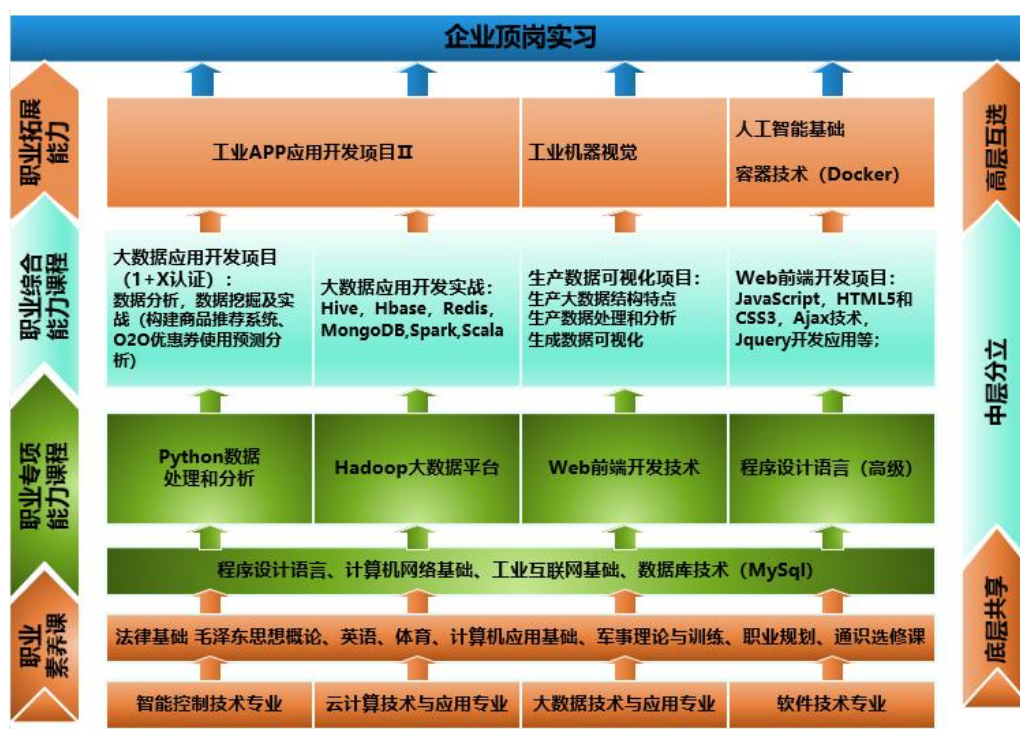 企业顶岗实习
职业拓展
能力
工业APP应用开发项目Ⅱ
工业机器视觉
人工智能基础
容器技术（Docker）
高层互选
职业综合
能力课程
大数据应用开发项目
（1+X认证）：
数据分析，数据挖掘及实
战（构建商品推荐系统、
O2O优惠券使用预测分
析）
大数据应用开发实战：
Hive，Hbase，Redis，
MongoDB,Spark,Scala
生产数据可视化项目：
生产大数据结构特点
生产数据处理和分析
生成数据可视化
Web前端开发项目：
JavaScript，HTML5和
CSS3，Ajax技术，
Jquery开发应用等；
中层分立
职业专项
能力课程
Python数据
处理和分析
Hadoop大数据平台
Web前端开发技术
程序设计语言（高级）
程序设计语言、计算机网络基础、工业互联网基础、数据库技术（MySql）
职业
素养课
法律基础 毛泽东思想概论、英语、体育、计算机应用基础、军事理论与训练、职业规划、通识选修课
底层共享
智能控制技术专业
云计算技术与应用专业
大数据技术与应用专业
软件技术专业